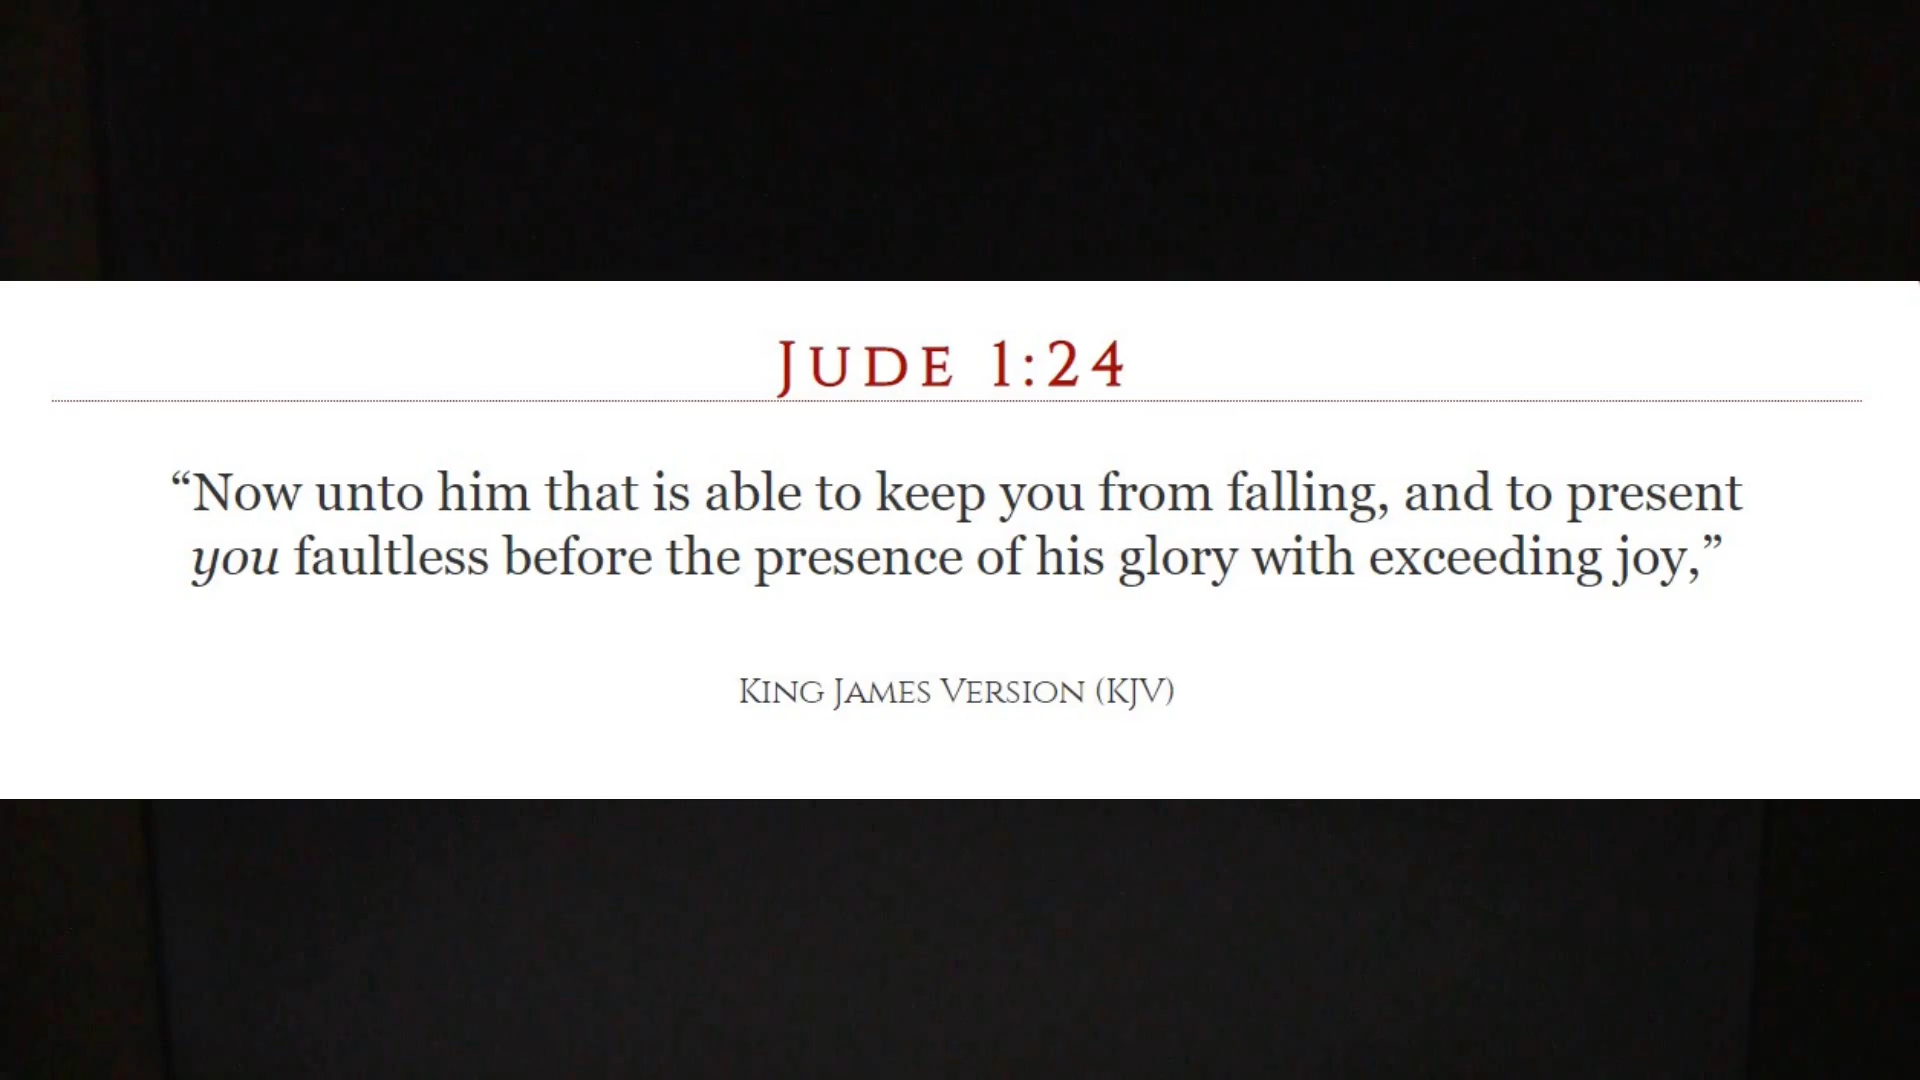 JUDE 1:24
“Now unto him that is able to keep you from falling, and to present
you faultless before the presence of his glory with exceeding joy,”
KING JAMES VERSION (KJV)